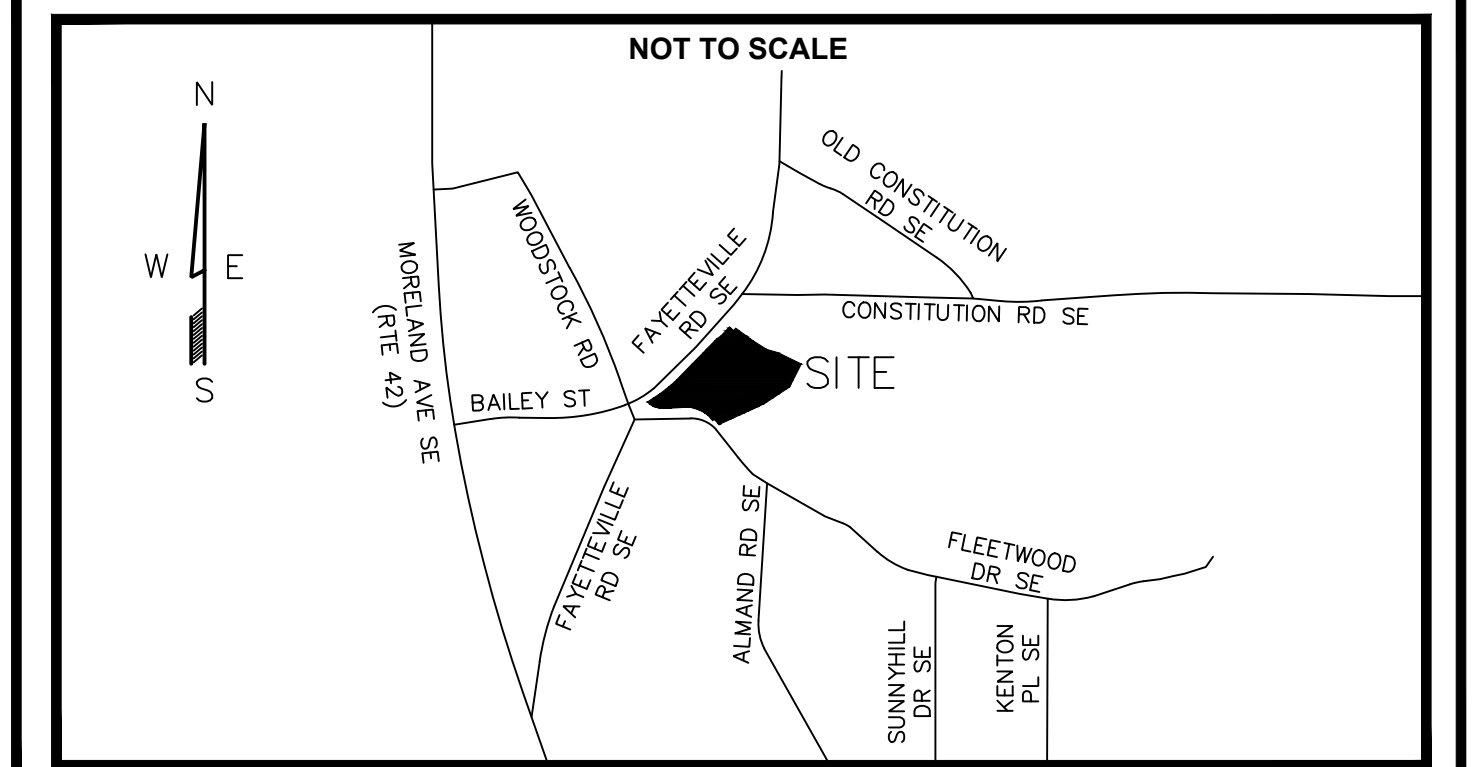 NOT TO SCALE
N
W E
S
OLD CONSTITUTION
RD SE
WOODSTOCK RD
FAYETTEVILLE
RD SE
MORELAND AVE SE
(RTE 42)
CONSTITUTION RD SE
SITE
BAILEY ST
FAYETTEVILLE
RD SE
ALMAND RD SE
FLEETWOOD
DR SE
SUNNYHILL
DR SE
KENTON
PL SE